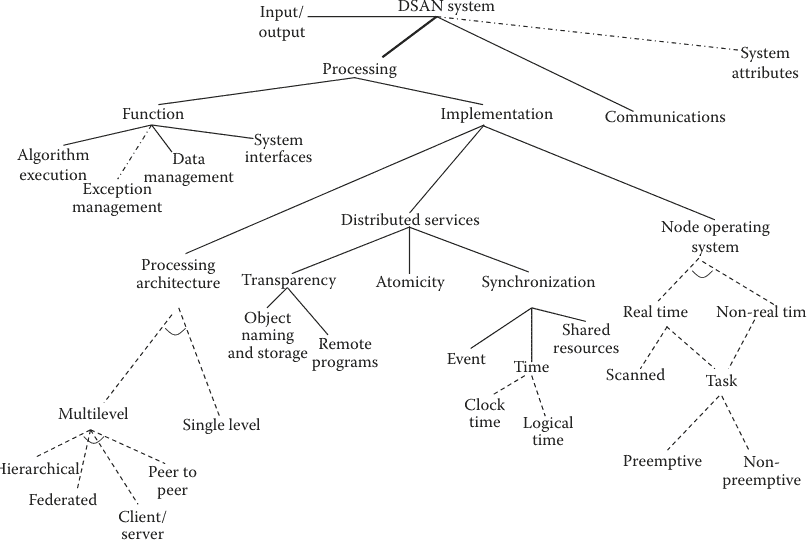 DSAN system
Input/
output
System
attributes
Processing
Function
Implementation
Communications
Algorithm
execution
Exception
management
Data
management
System
interfaces
Distributed services
Node operating
system
Processing
architecture
Transparency
Atomicity
Synchronization
Object
naming
and storage
Remote
programs
Event
Time
Shared
resources
Real time
Non-real tim
Scanned
Task
Clock
time
Logical
time
Multilevel
Single level
Hierarchical
Federated
Client/
server
Peer to
peer
Preemptive
Non-
preemptive